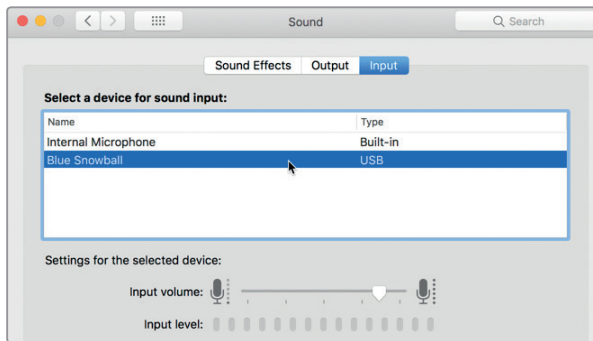 Sound
Search
Sound Effects Output Input
Select a device for sound input:
Name Type
Internal Microphone Built-in
Blue Snowball USB
Settings for the selected device:
Input volume:
Input level: